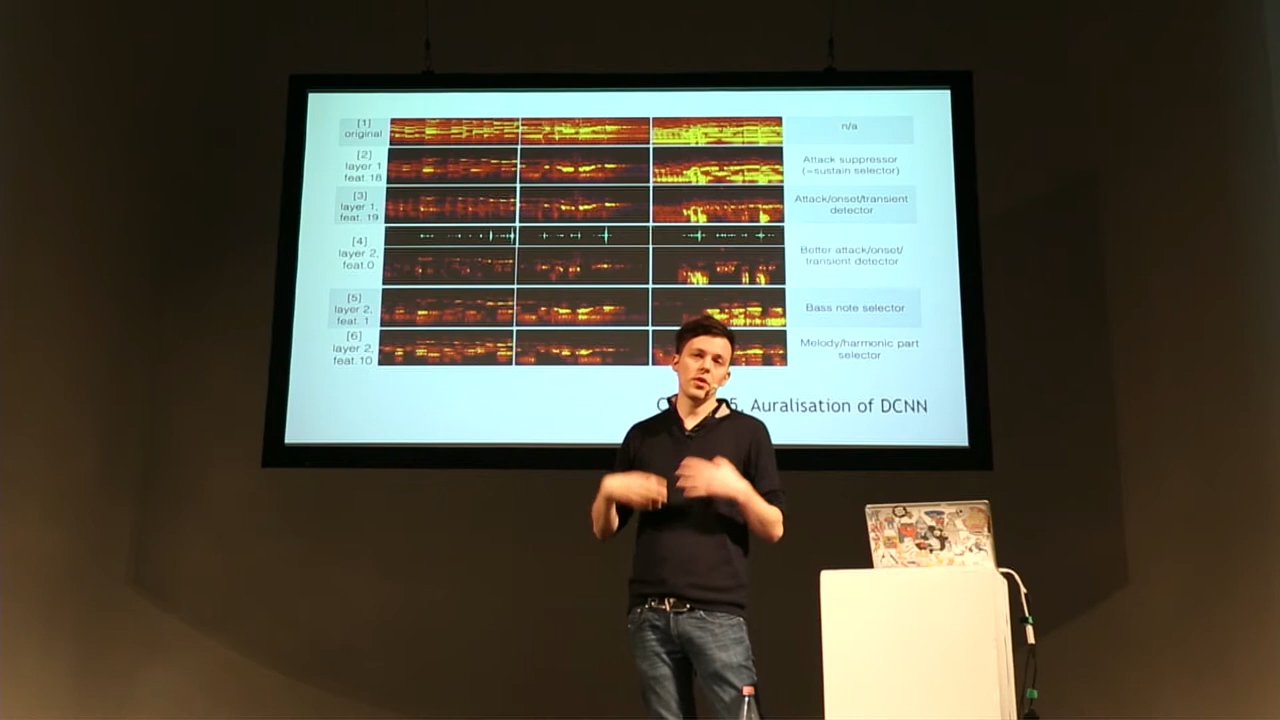 [1]
original
n/a
[2]
layer 1
feat.18
Attack suppressor
(=sustain selector)
[3]
layer 1,
feat. 19
Attack/onset/transient
detector
[4]
layer 2,
feat.0
Better attack/onset/
transient detector
[5]
layer 2,
feat. 1
Bass note selector
[6]
layer 2,
feat.10
Melody/harmonic part
selector
5, Auralisation of DCNN